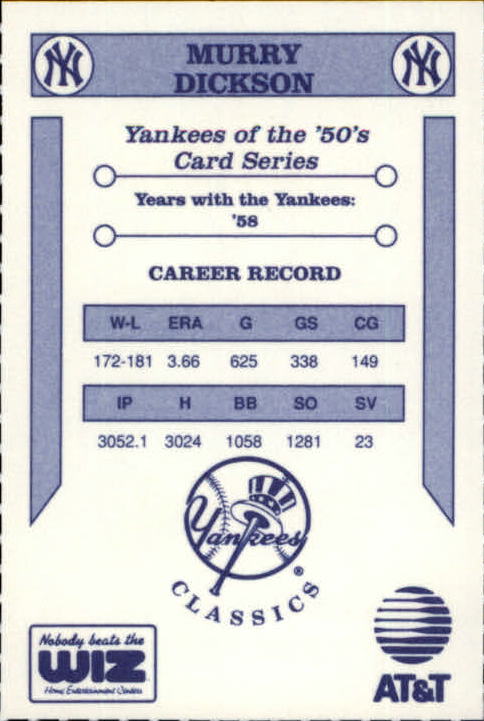 NY
MURRY
NY
DICKSON
Yankees of the '50's
Card Series
Years with the Yankees:
'58
CAREER RECORD
W-L ERA G GS CG
172-181 3.66 625 338 149
IP H BB SO SV
3052.1 3024 1058 1281 23
Yankees
®
CLASSICS
Nobody beats the
WIZ
Home Entertainment Centers
AT&T